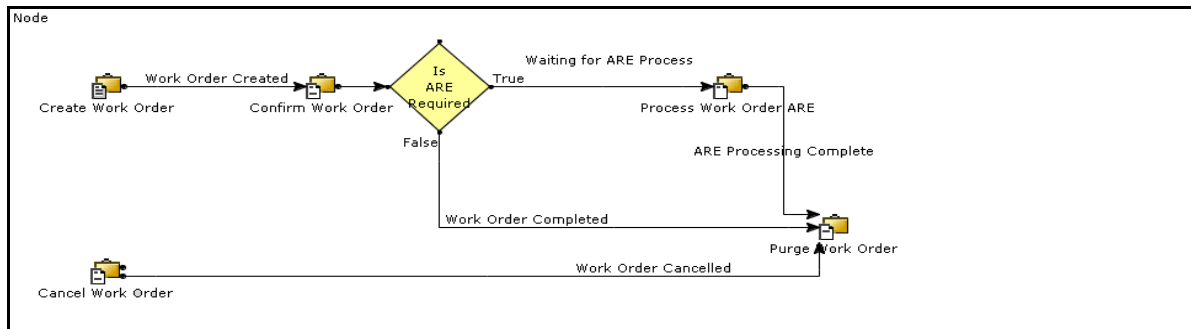 Node
Waiting for ARE Process
Work Order Created
Is
ARE
Required
True
Create Work Order
Confirm Work Order
Process Work Order ARE
False
ARE Processing Complete
Work Order Completed
Purge Work Order
Work Order Cancelled
Cancel Work Order